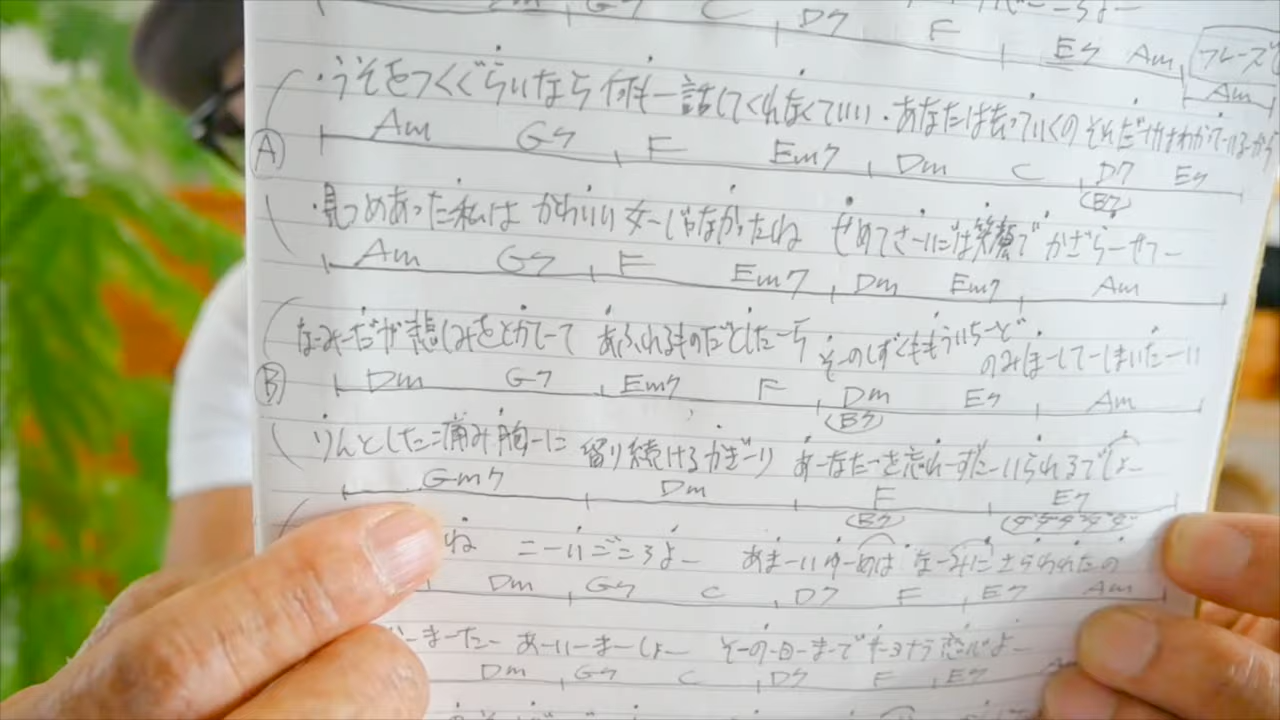 G7 C D7 F E7 Am フレーズ
Am
・うそをつくぐらいなら 何も一話してくれなくていい・あなたは去っていくの それだーけはわかっているーから
Am G7 F Em7 Dm C D7 E7
(B7)
A
・見つめあった私は かわいい女ーじゃなかったね せめてさーいごは笑顔で かざらーせてー
Am G7 F Em7 Dm Em7 Am
なーみーだが悲しみをとかしーて あふれるものだとしたーら そーのしずくももういちーど のみほーしてーしまいたーい
B
Dm G7 Em7 F Dm E7 Am
(B7)
りんとした 痛み胸ーに 留り続けるかぎーり あーなたーを忘れーずにーいられるでしょー
Gm7 Dm F E7
(B7)
ね こーいごころよー あまーいゆーめは なーみにさらわれたの
Dm G7 C D7 F E7 Am
まーたー あーいーまーしょー そーの日ーまで
Dm G7 C D7 F E7